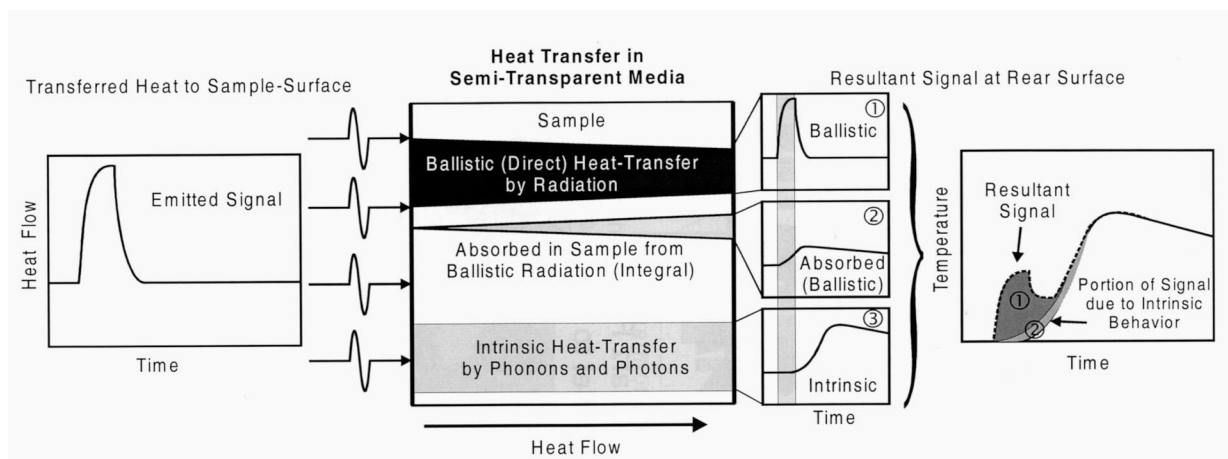 Transferred Heat to Sample-Surface
Heat Flow
Emitted Signal
Time
Heat Transfer in
Semi-Transparent Media
Sample
Ballistic (Direct) Heat-Transfer
by Radiation
Absorbed in Sample from
Ballistic Radiation (Integral)
Intrinsic Heat-Transfer
by Phonons and Photons
Heat Flow
Resultant Signal at Rear Surface
①
Ballistic
②
Absorbed
(Ballistic)
③
Intrinsic
Time
Temperature
Resultant
Signal
①
②
Portion of Signal
due to Intrinsic
Behavior
Time